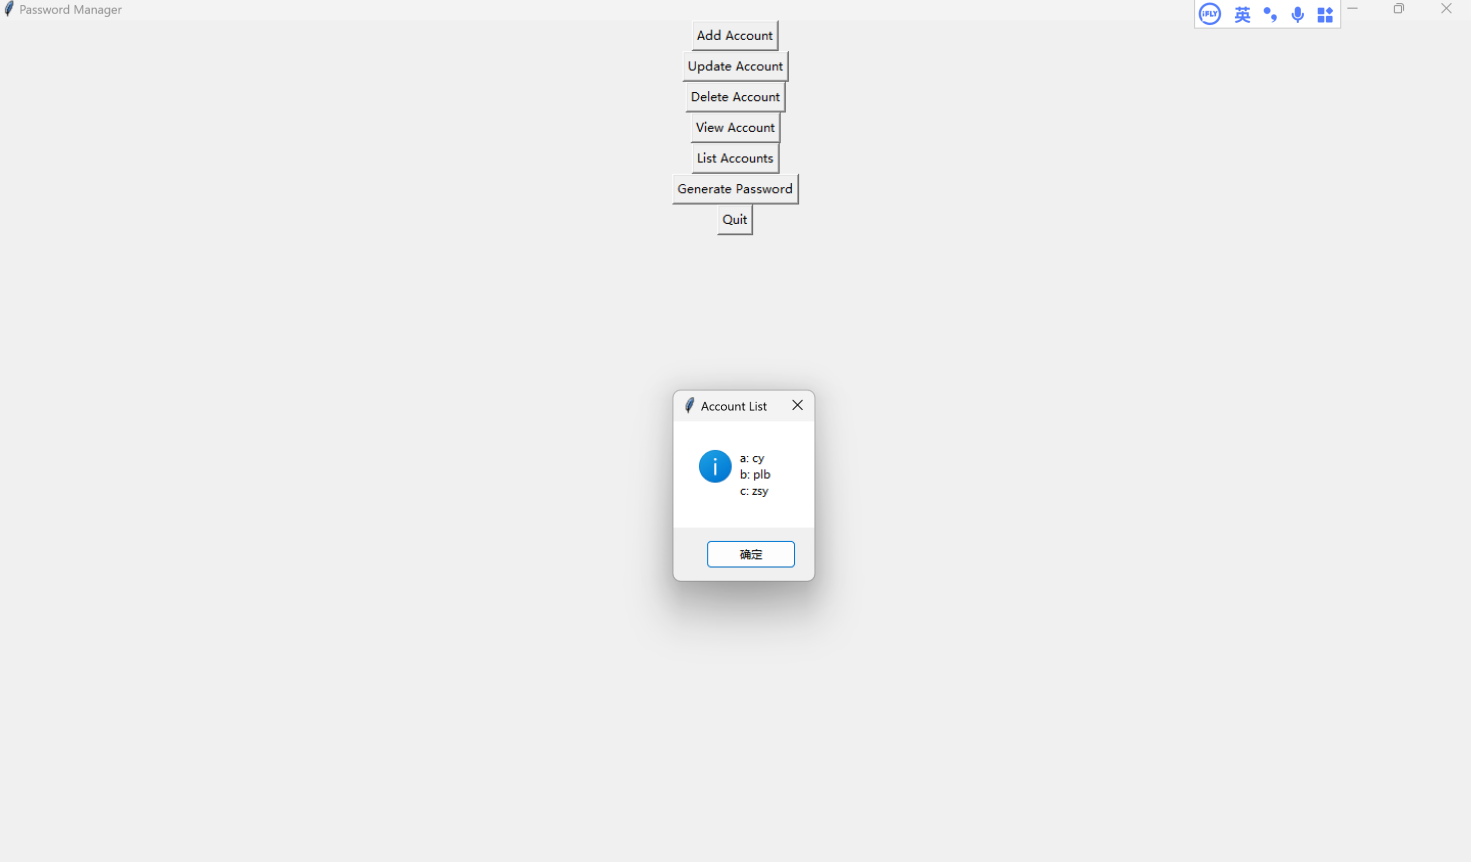 Password Manager
iFLY 英
Add Account
Update Account
Delete Account
View Account
List Accounts
Generate Password
Quit
Account List
a: cy
b: plb
c: zsy
确定